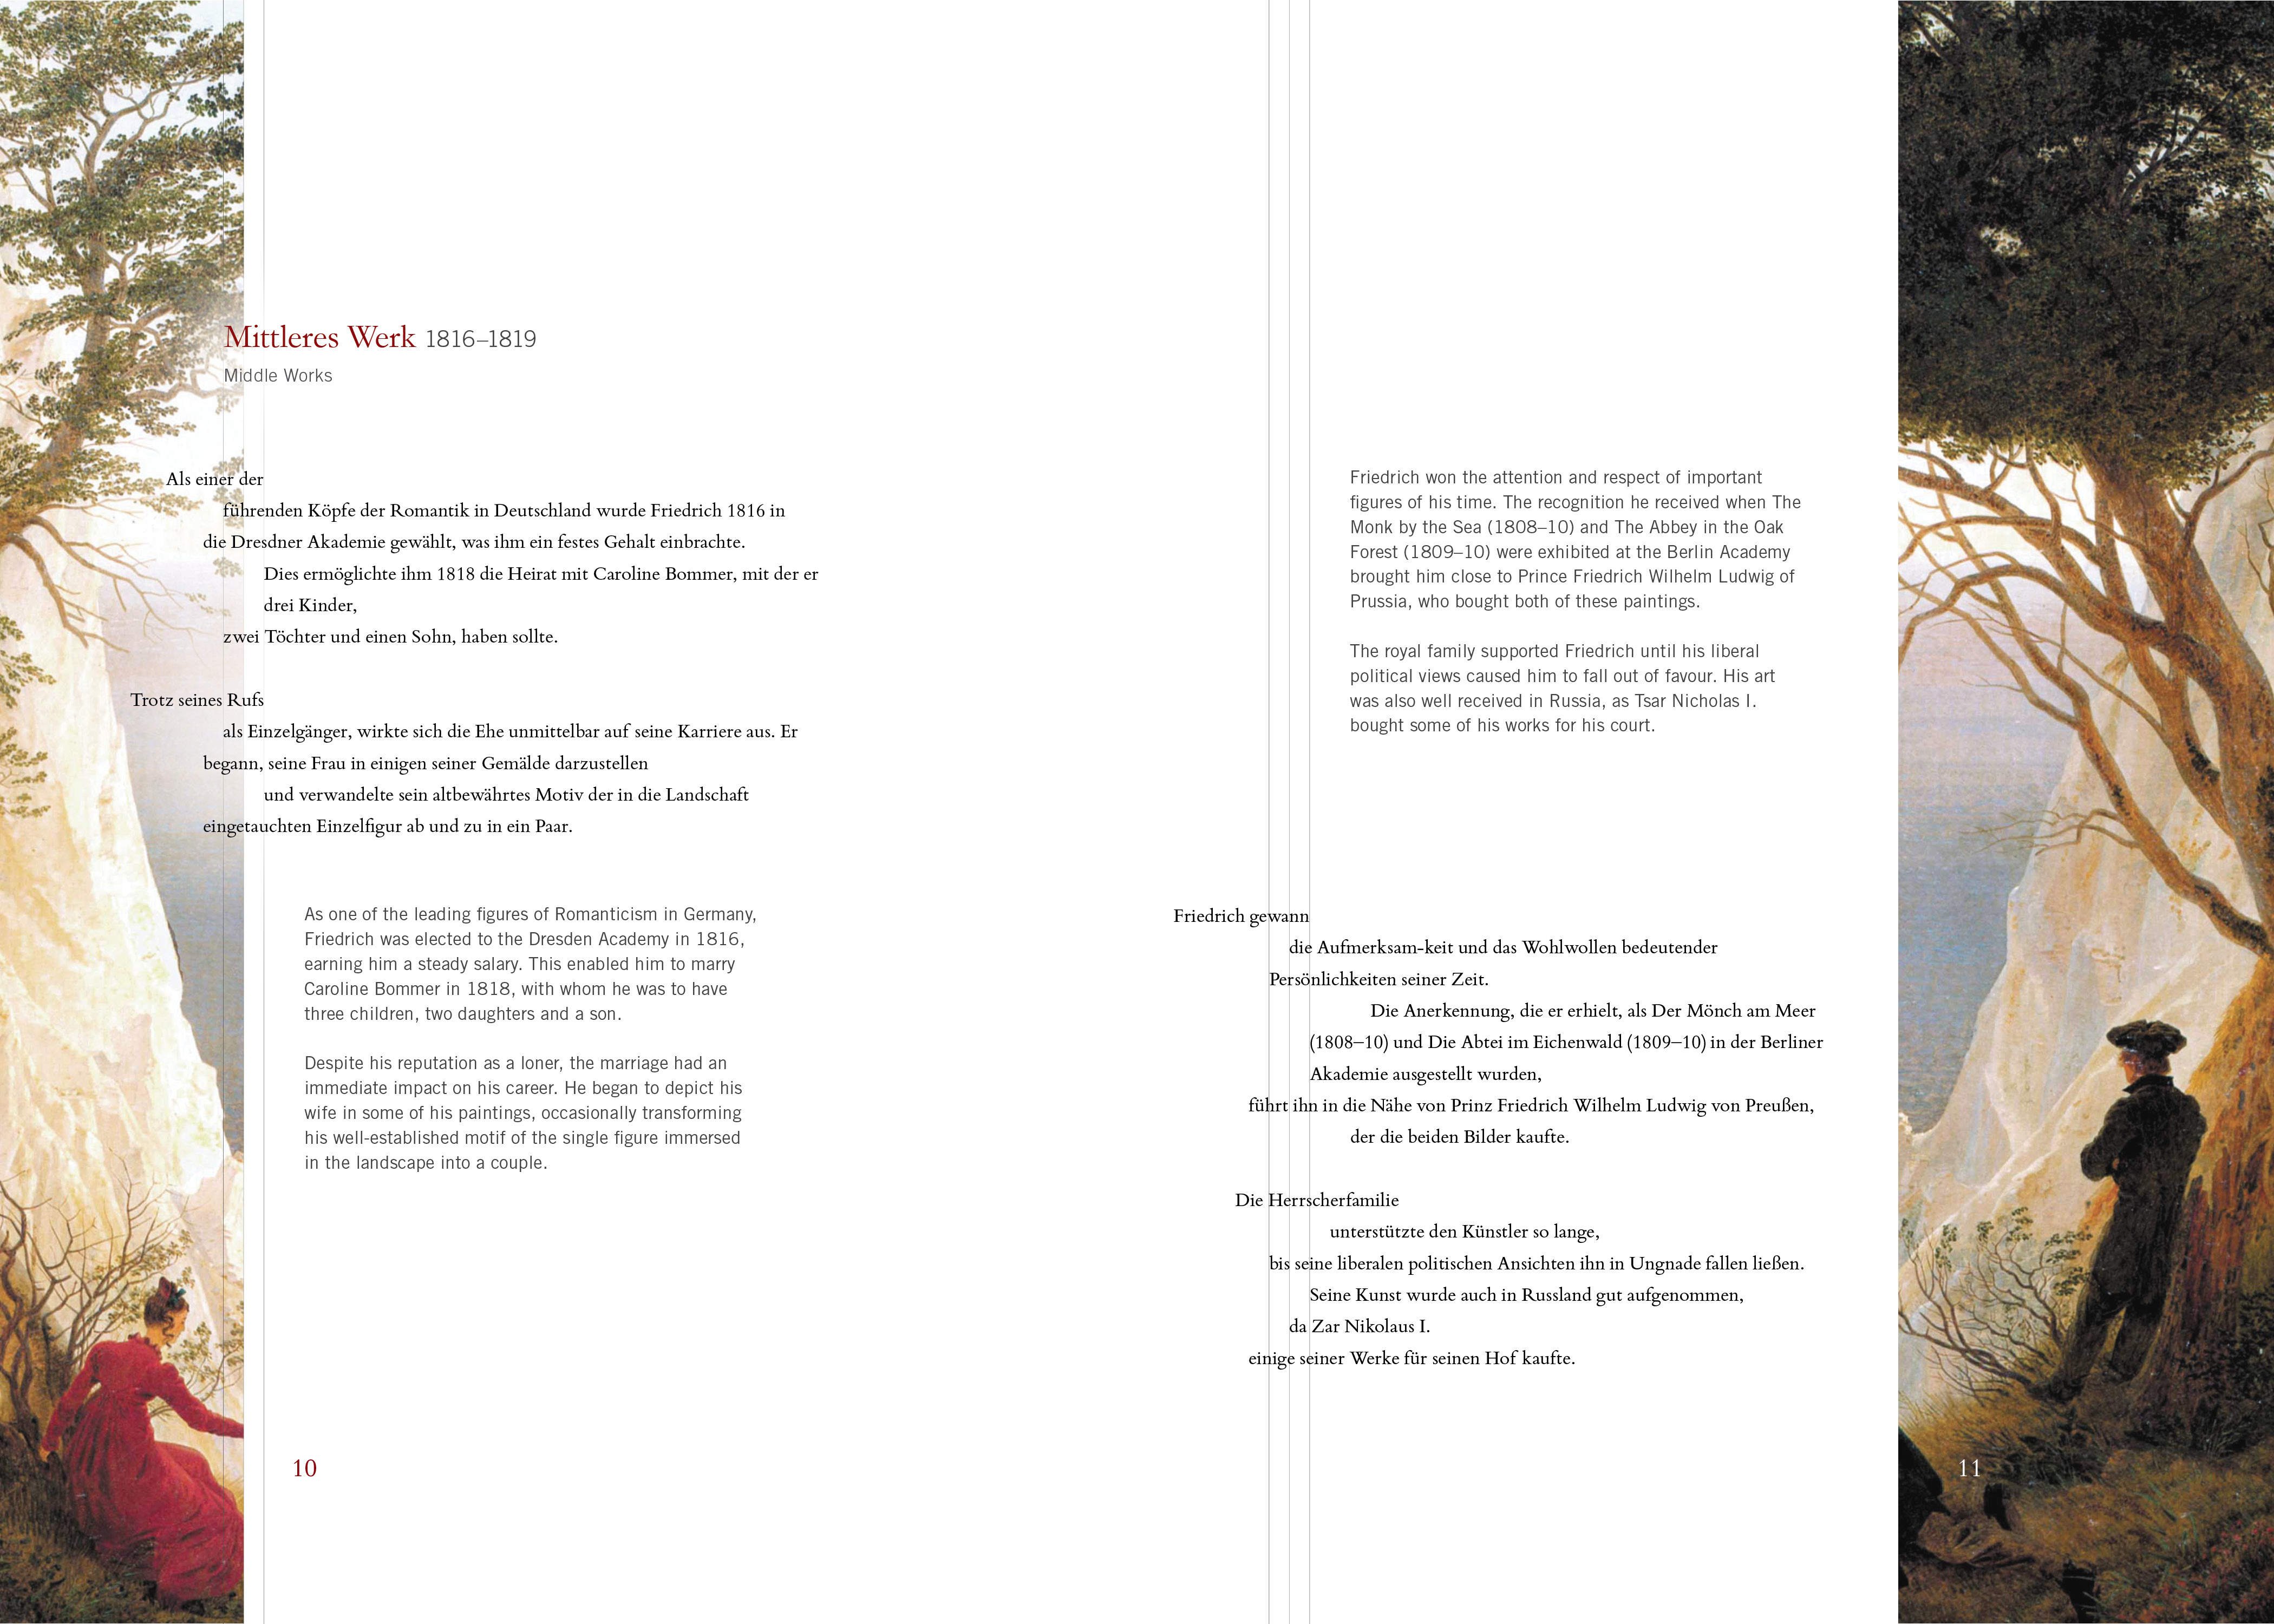 Mittleres Werk 1816–1819
Middle Works
Als einer der
führenden Köpfe der Romantik in Deutschland wurde Friedrich 1816 in
die Dresdner Akademie gewählt, was ihm ein festes Gehalt einbrachte.
Dies ermöglichte ihm 1818 die Heirat mit Caroline Bommer, mit der er
drei Kinder,
zwei Töchter und einen Sohn, haben sollte.
Trotz seines Rufs
als Einzelgänger, wirkte sich die Ehe unmittelbar auf seine Karriere aus. Er
begann, seine Frau in einigen seiner Gemälde darzustellen
und verwandelte sein altbewährtes Motiv der in die Landschaft
eingetauchten Einzelfigur ab und zu in ein Paar.
As one of the leading figures of Romanticism in Germany,
Friedrich was elected to the Dresden Academy in 1816,
earning him a steady salary. This enabled him to marry
Caroline Bommer in 1818, with whom he was to have
three children, two daughters and a son.
Despite his reputation as a loner, the marriage had an
immediate impact on his career. He began to depict his
wife in some of his paintings, occasionally transforming
his well-established motif of the single figure immersed
in the landscape into a couple.
10
Friedrich won the attention and respect of important
figures of his time. The recognition he received when The
Monk by the Sea (1808–10) and The Abbey in the Oak
Forest (1809–10) were exhibited at the Berlin Academy
brought him close to Prince Friedrich Wilhelm Ludwig of
Prussia, who bought both of these paintings.
The royal family supported Friedrich until his liberal
political views caused him to fall out of favour. His art
was also well received in Russia, as Tsar Nicholas I.
bought some of his works for his court.
Friedrich gewann
die Aufmerksam-keit und das Wohlwollen bedeutender
Persönlichkeiten seiner Zeit.
Die Anerkennung, die er erhielt, als Der Mönch am Meer
(1808–10) und Die Abtei im Eichenwald (1809–10) in der Berliner
Akademie ausgestellt wurden,
führt ihn in die Nähe von Prinz Friedrich Wilhelm Ludwig von Preußen,
der die beiden Bilder kaufte.
Die Herrscherfamilie
unterstützte den Künstler so lange,
bis seine liberalen politischen Ansichten ihn in Ungnade fallen ließen.
Seine Kunst wurde auch in Russland gut aufgenommen,
da Zar Nikolaus I.
einige seiner Werke für seinen Hof kaufte.
11